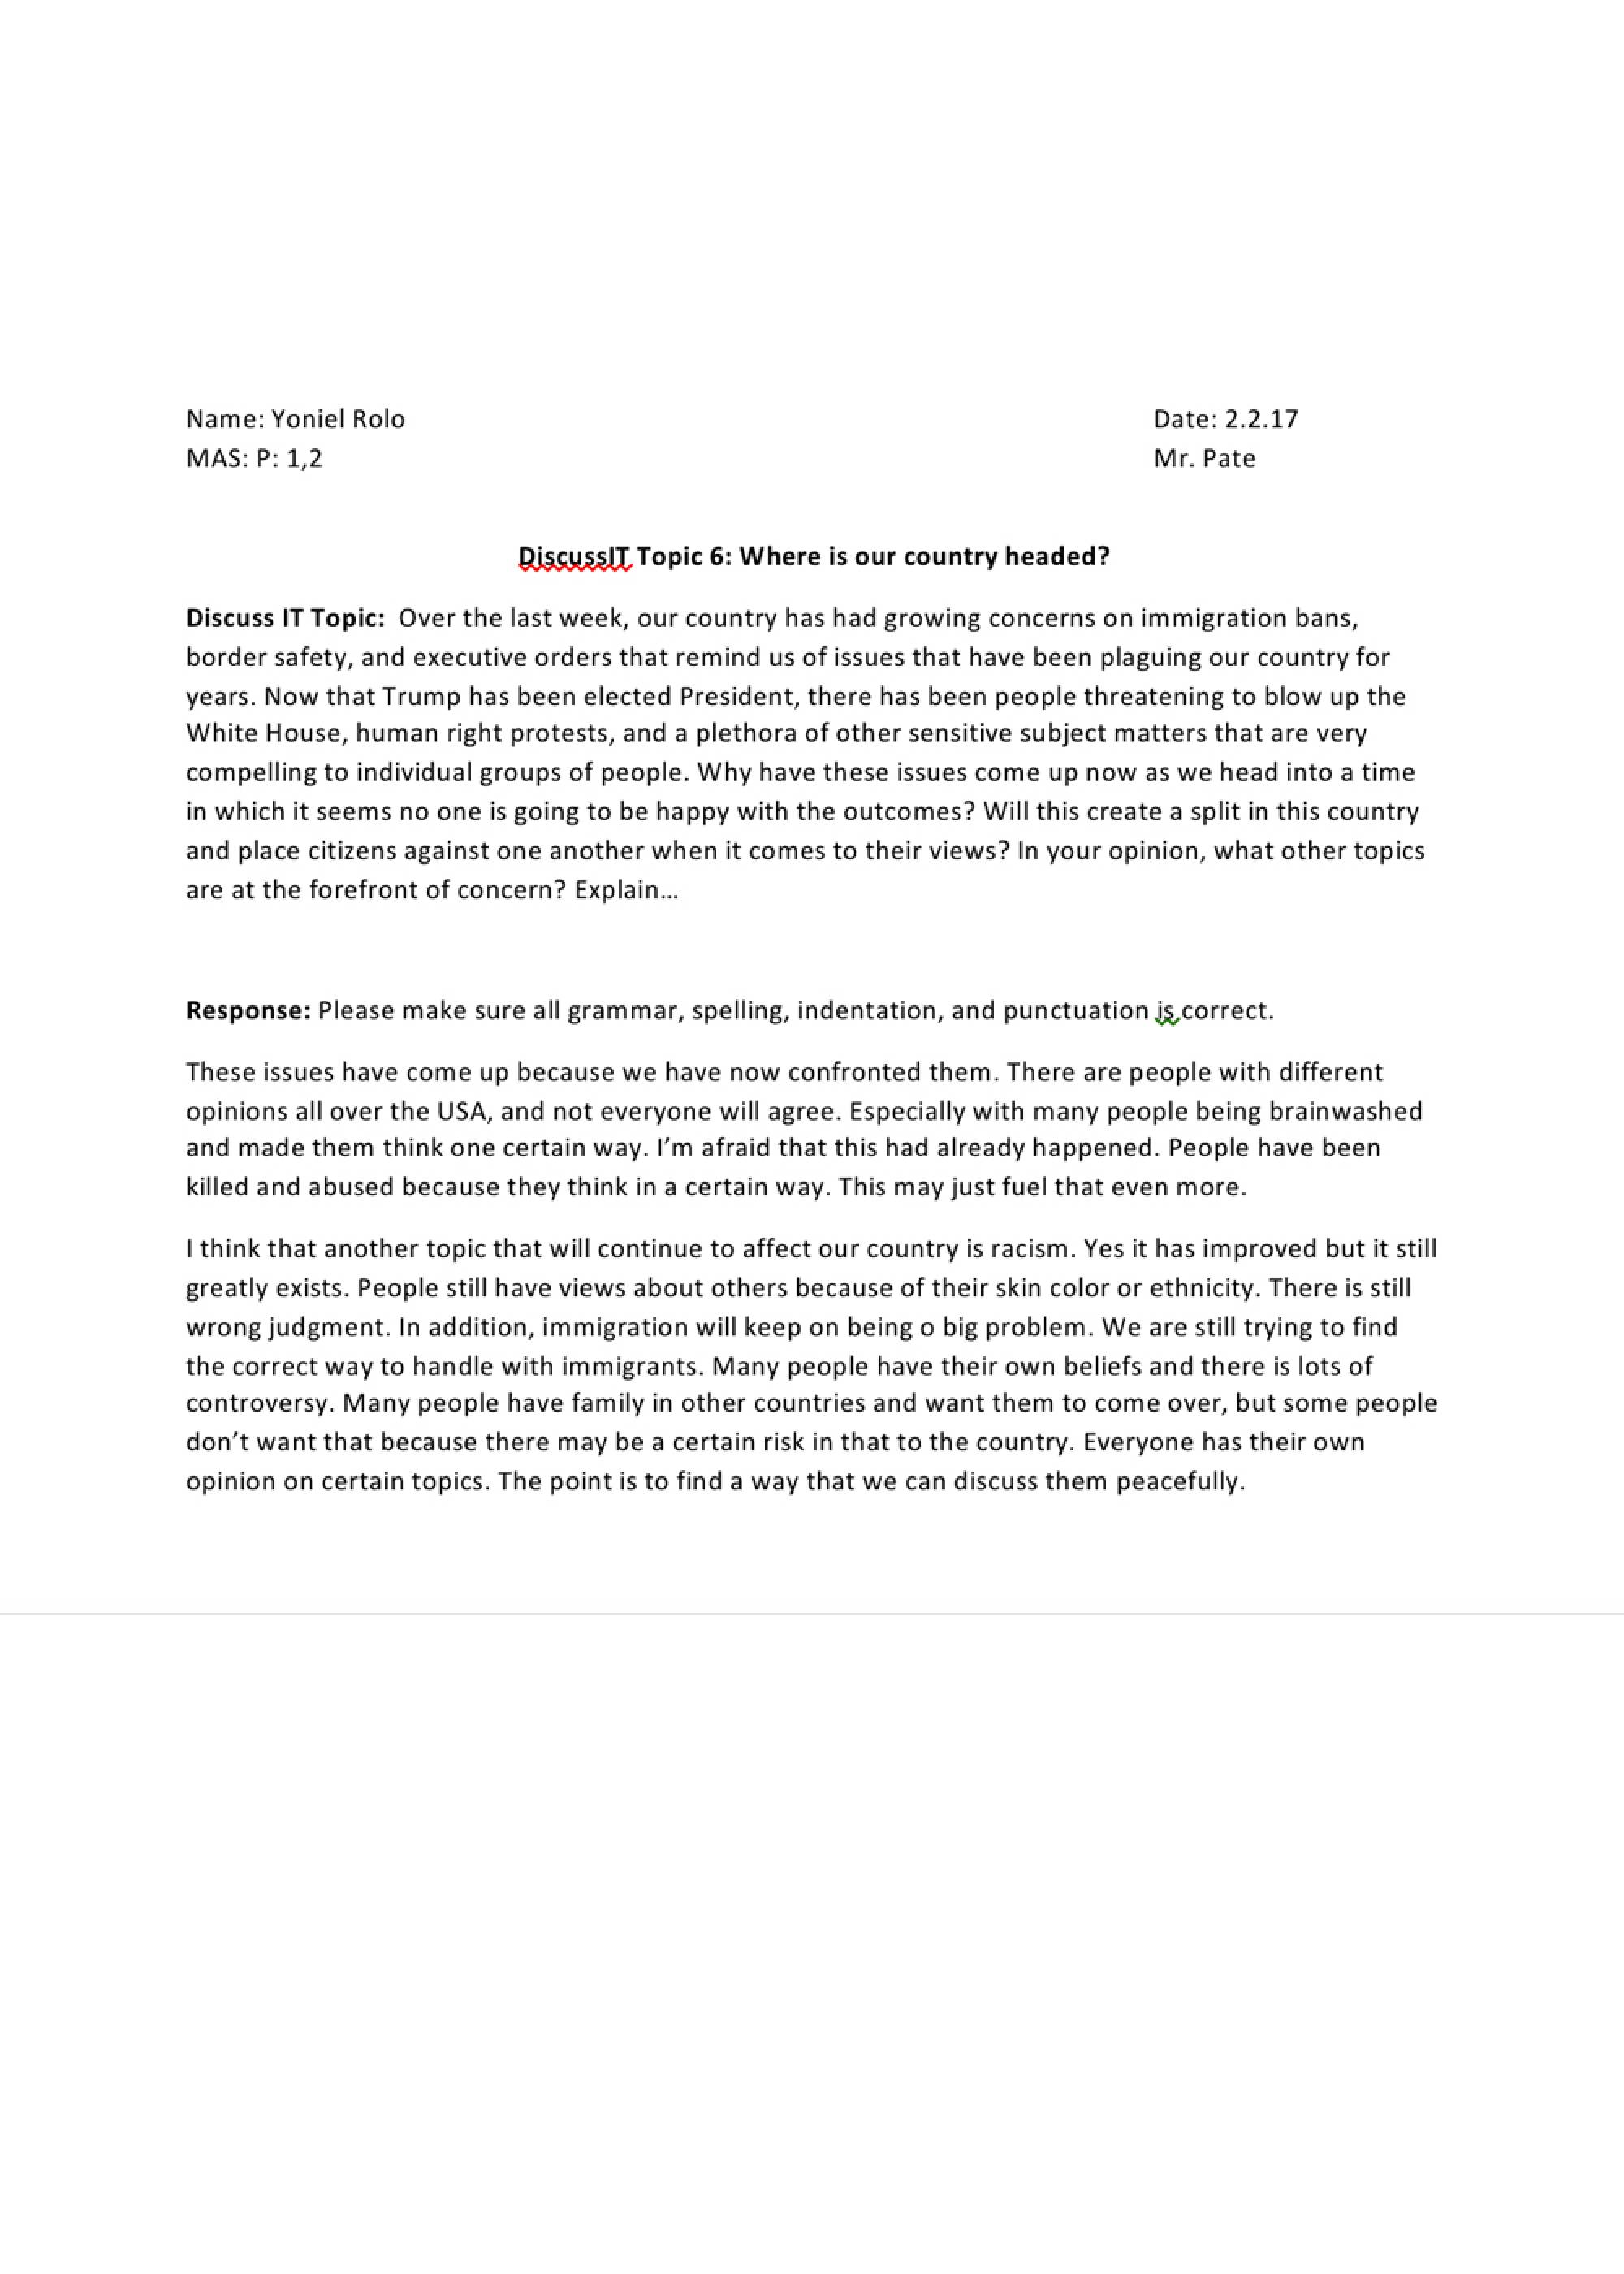 Name: Yoniel Rolo Date: 2.2.17
MAS: P: 1,2 Mr. Pate
DiscussIT Topic 6: Where is our country headed?
Discuss IT Topic: Over the last week, our country has had growing concerns on immigration bans,
border safety, and executive orders that remind us of issues that have been plaguing our country for
years. Now that Trump has been elected President, there has been people threatening to blow up the
White House, human right protests, and a plethora of other sensitive subject matters that are very
compelling to individual groups of people. Why have these issues come up now as we head into a time
in which it seems no one is going to be happy with the outcomes? Will this create a split in this country
and place citizens against one another when it comes to their views? In your opinion, what other topics
are at the forefront of concern? Explain…
Response: Please make sure all grammar, spelling, indentation, and punctuation is correct.
These issues have come up because we have now confronted them. There are people with different
opinions all over the USA, and not everyone will agree. Especially with many people being brainwashed
and made them think one certain way. I’m afraid that this had already happened. People have been
killed and abused because they think in a certain way. This may just fuel that even more.
I think that another topic that will continue to affect our country is racism. Yes it has improved but it still
greatly exists. People still have views about others because of their skin color or ethnicity. There is still
wrong judgment. In addition, immigration will keep on being o big problem. We are still trying to find
the correct way to handle with immigrants. Many people have their own beliefs and there is lots of
controversy. Many people have family in other countries and want them to come over, but some people
don’t want that because there may be a certain risk in that to the country. Everyone has their own
opinion on certain topics. The point is to find a way that we can discuss them peacefully.